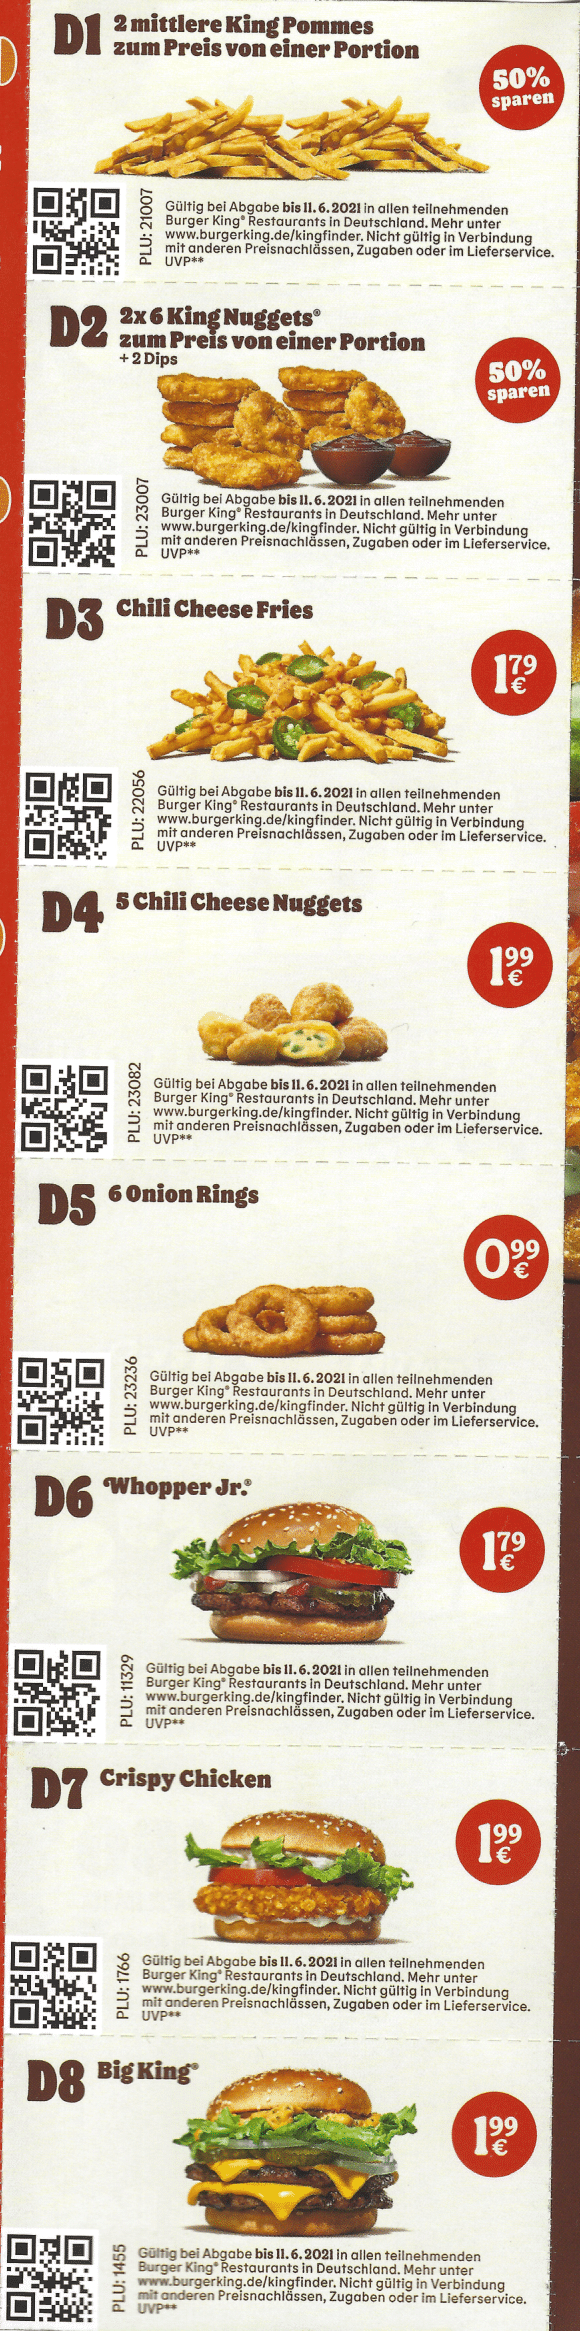 D1 2 mittlere King Pommes
zum Preis von einer Portion
50%
sparen
PLU: 21007
Gültig bei Abgabe bis 11. 6. 2021 in allen teilnehmenden
Burger King® Restaurants in Deutschland. Mehr unter
www.burgerking.de/kingfinder. Nicht gültig in Verbindung
mit anderen Preisnachlässen, Zugaben oder im Lieferservice.
UVP**
D2 2x6 King Nuggets®
zum Preis von einer Portion
+ 2 Dips
50%
sparen
PLU: 23007
Gültig bei Abgabe bis 11. 6. 2021 in allen teilnehmenden
Burger King® Restaurants in Deutschland. Mehr unter
www.burgerking.de/kingfinder. Nicht gültig in Verbindung
mit anderen Preisnachlässen, Zugaben oder im Lieferservice.
UVP**
D3 Chili Cheese Fries
1 79 €
PLU: 22056
Gültig bei Abgabe bis 11. 6. 2021 in allen teilnehmenden
Burger King® Restaurants in Deutschland. Mehr unter
www.burgerking.de/kingfinder. Nicht gültig in Verbindung
mit anderen Preisnachlässen, Zugaben oder im Lieferservice.
UVP**
D4 5 Chili Cheese Nuggets
1 99 €
PLU: 23082
Gültig bei Abgabe bis 11. 6. 2021 in allen teilnehmenden
Burger King® Restaurants in Deutschland. Mehr unter
www.burgerking.de/kingfinder. Nicht gültig in Verbindung
mit anderen Preisnachlässen, Zugaben oder im Lieferservice.
UVP**
D5 6 Onion Rings
0 99 €
PLU: 23236
Gültig bei Abgabe bis 11. 6. 2021 in allen teilnehmenden
Burger King® Restaurants in Deutschland. Mehr unter
www.burgerking.de/kingfinder. Nicht gültig in Verbindung
mit anderen Preisnachlässen, Zugaben oder im Lieferservice.
UVP**
D6 Whopper Jr.®
1 79 €
PLU: 11329
Gültig bei Abgabe bis 11. 6. 2021 in allen teilnehmenden
Burger King® Restaurants in Deutschland. Mehr unter
www.burgerking.de/kingfinder. Nicht gültig in Verbindung
mit anderen Preisnachlässen, Zugaben oder im Lieferservice.
UVP**
D7 Crispy Chicken
1 99 €
PLU: 1766
Gültig bei Abgabe bis 11. 6. 2021 in allen teilnehmenden
Burger King® Restaurants in Deutschland. Mehr unter
www.burgerking.de/kingfinder. Nicht gültig in Verbindung
mit anderen Preisnachlässen, Zugaben oder im Lieferservice.
UVP**
D8 Big King®
1 99 €
PLU: 1455
Gültig bei Abgabe bis 11. 6. 2021 in allen teilnehmenden
Burger King® Restaurants in Deutschland. Mehr unter
www.burgerking.de/kingfinder. Nicht gültig in Verbindung
mit anderen Preisnachlässen, Zugaben oder im Lieferservice.
UVP**